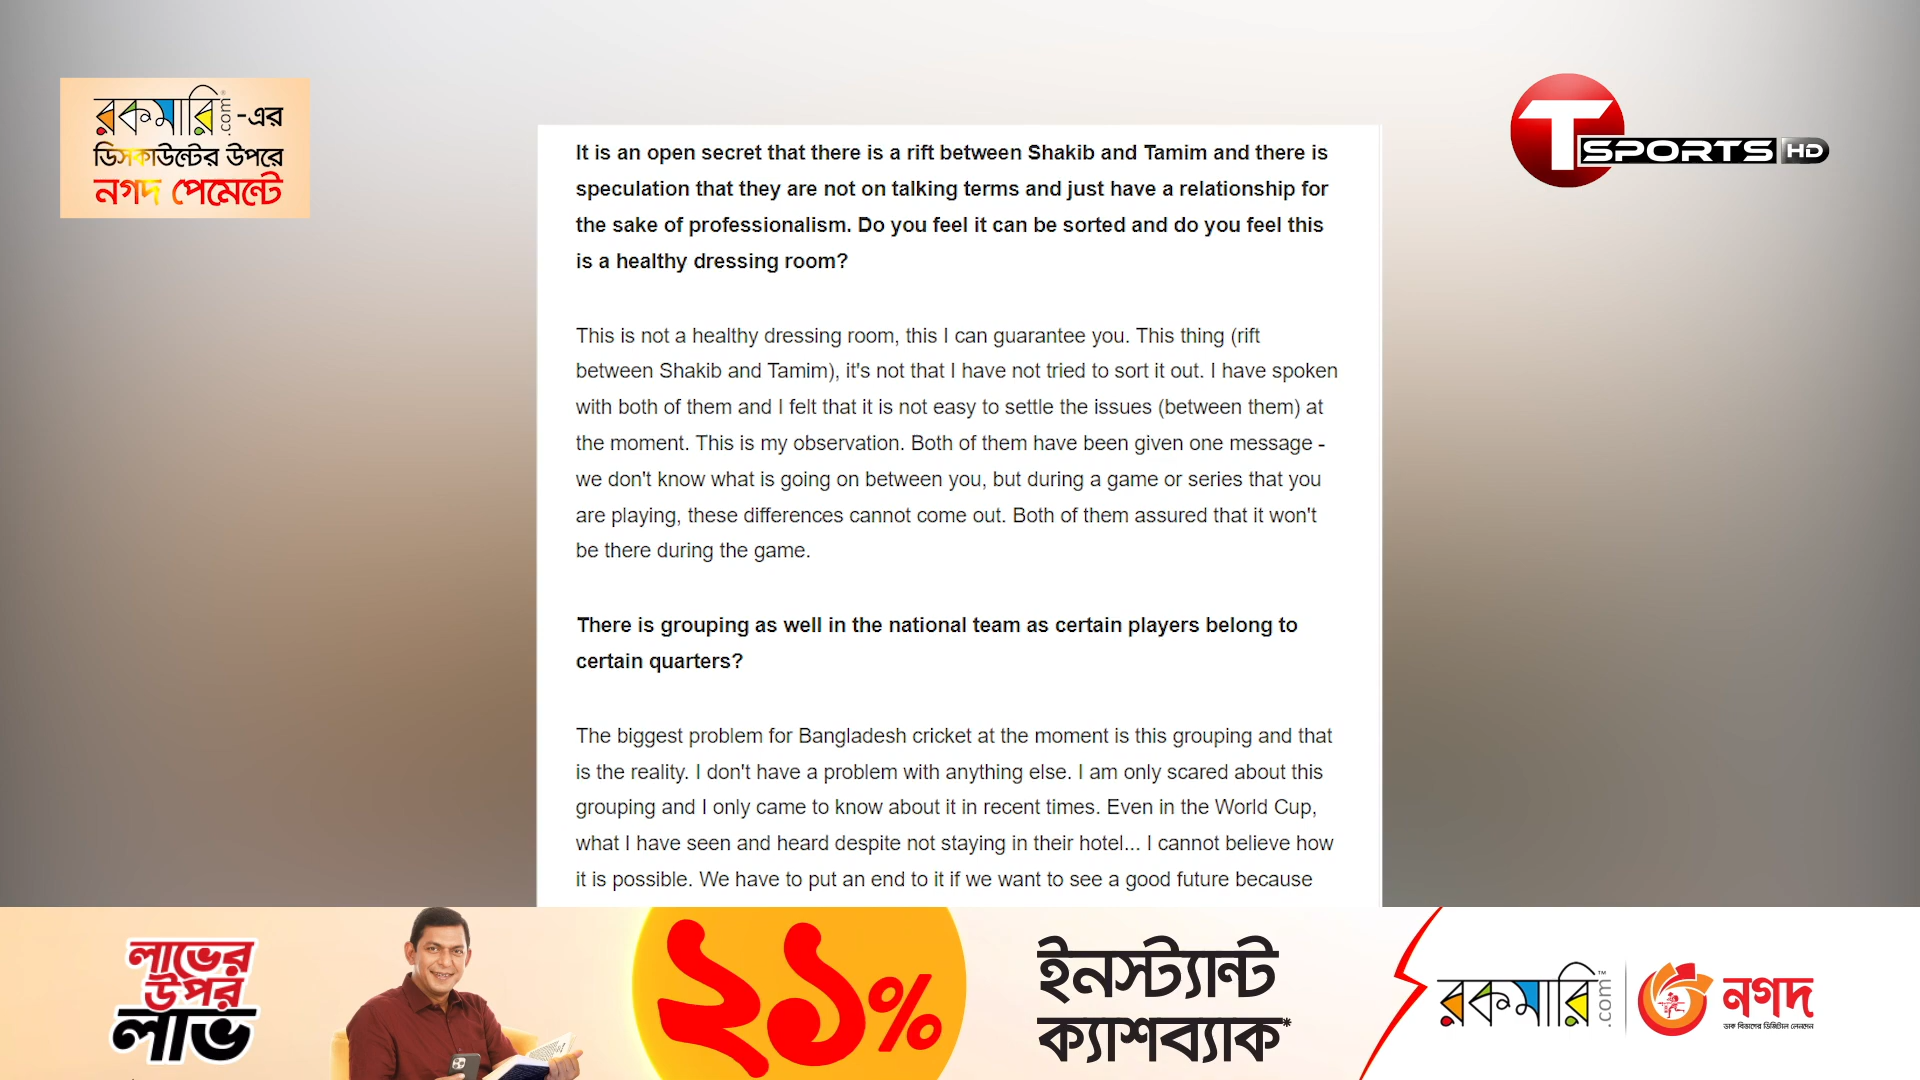 রকমারি.com-এর
ডিসকাউন্টের উপরে
নগদ পেমেন্টে
T SPORTS HD
It is an open secret that there is a rift between Shakib and Tamim and there is
speculation that they are not on talking terms and just have a relationship for
the sake of professionalism. Do you feel it can be sorted and do you feel this
is a healthy dressing room?
This is not a healthy dressing room, this I can guarantee you. This thing (rift
between Shakib and Tamim), it's not that I have not tried to sort it out. I have spoken
with both of them and I felt that it is not easy to settle the issues (between them) at
the moment. This is my observation. Both of them have been given one message -
we don't know what is going on between you, but during a game or series that you
are playing, these differences cannot come out. Both of them assured that it won't
be there during the game.
There is grouping as well in the national team as certain players belong to
certain quarters?
The biggest problem for Bangladesh cricket at the moment is this grouping and that
is the reality. I don't have a problem with anything else. I am only scared about this
grouping and I only came to know about it in recent times. Even in the World Cup,
what I have seen and heard despite not staying in their hotel... I cannot believe how
it is possible. We have to put an end to it if we want to see a good future because
লাভের
উপর
লাভ
২১%
ইনস্ট্যান্ট
ক্যাশব্যাক*
রকমারি.com™
নগদ
ডাক বিভাগের ডিজিটাল লেনদেন